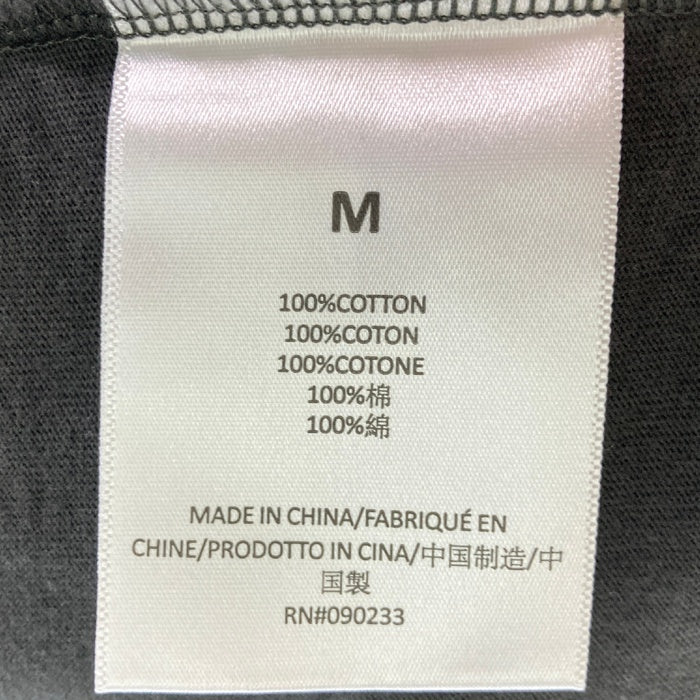 M
100%COTTON
100%COTON
100%COTONE
100%棉
100%綿
MADE IN CHINA/FABRIQUÉ EN
CHINE/PRODOTTO IN CINA/中国制造/中
国製
RN#090233